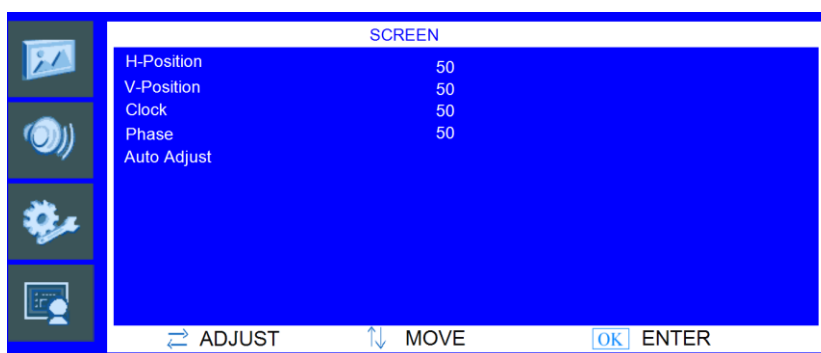 SCREEN
H-Position 50
V-Position 50
Clock 50
Phase 50
Auto Adjust
ADJUST MOVE OK ENTER